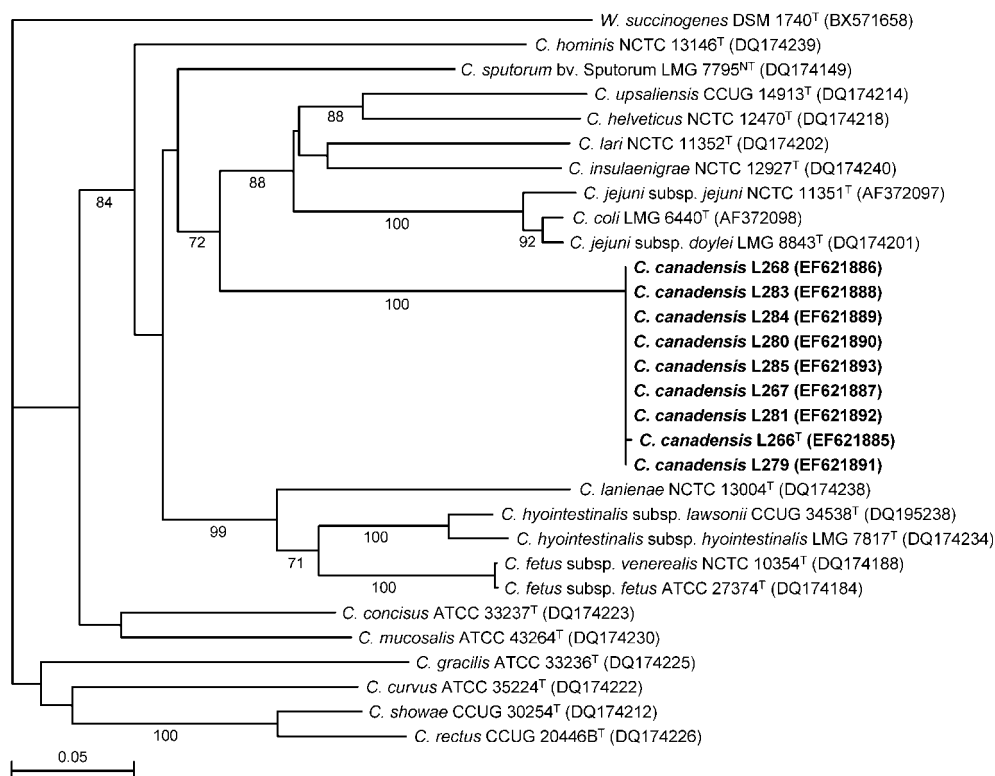 W. succinogenes DSM 1740ᵀ (BX571658)
C. hominis NCTC 13146ᵀ (DQ174239)
C. sputorum bv. Sputorum LMG 7795ᴺᵀ (DQ174149)
C. upsaliensis CCUG 14913ᵀ (DQ174214)
88
C. helveticus NCTC 12470ᵀ (DQ174218)
C. lari NCTC 11352ᵀ (DQ174202)
C. insulaenigrae NCTC 12927ᵀ (DQ174240)
88
C. jejuni subsp. jejuni NCTC 11351ᵀ (AF372097)
84
C. coli LMG 6440ᵀ (AF372098)
100
92
72
C. jejuni subsp. doylei LMG 8843ᵀ (DQ174201)
C. canadensis L268 (EF621886)
C. canadensis L283 (EF621888)
100
C. canadensis L284 (EF621889)
C. canadensis L280 (EF621890)
C. canadensis L285 (EF621893)
C. canadensis L267 (EF621887)
C. canadensis L281 (EF621892)
C. canadensis L266ᵀ (EF621885)
C. canadensis L279 (EF621891)
C. lanienae NCTC 13004ᵀ (DQ174238)
C. hyointestinalis subsp. lawsonii CCUG 34538ᵀ (DQ195238)
99
100
C. hyointestinalis subsp. hyointestinalis LMG 7817ᵀ (DQ174234)
71
C. fetus subsp. venerealis NCTC 10354ᵀ (DQ174188)
100
C. fetus subsp. fetus ATCC 27374ᵀ (DQ174184)
C. concisus ATCC 33237ᵀ (DQ174223)
C. mucosalis ATCC 43264ᵀ (DQ174230)
C. gracilis ATCC 33236ᵀ (DQ174225)
C. curvus ATCC 35224ᵀ (DQ174222)
C. showae CCUG 30254ᵀ (DQ174212)
100
C. rectus CCUG 20446Bᵀ (DQ174226)
0.05